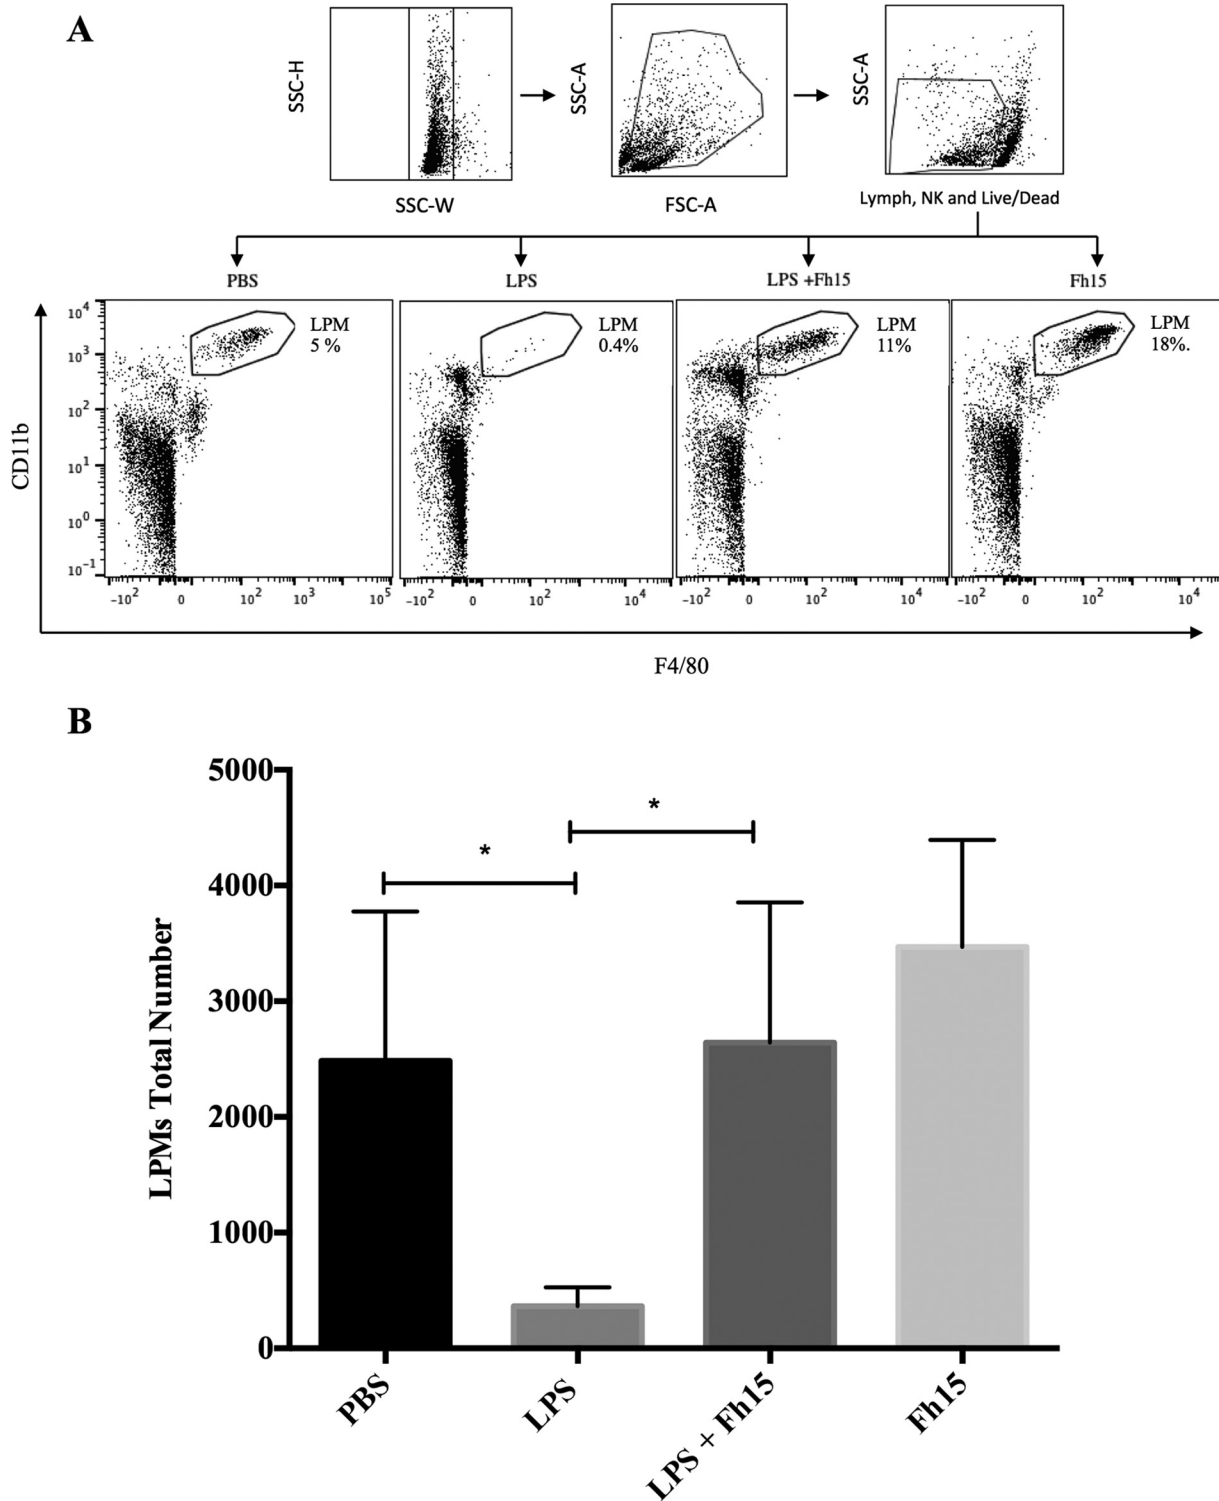 A
SSC-H
SSC-W
SSC-A
FSC-A
SSC-A
Lymph, NK and Live/Dead
PBS
LPS
LPS +Fh15
Fh15
LPM
5 %
LPM
0.4%
LPM
11%
LPM
18%.
CD11b
10^4
10^3
10^2
10^1
10^0
10^-1
-10^2 0 10^2 10^3 10^5
-10^2 0 10^2 10^4
-10^2 0 10^2 10^4
-10^2 0 10^2 10^4
F4/80
B
LPMs Total Number
5000
4000
3000
2000
1000
0
*
*
PBS
LPS
LPS + Fh15
Fh15